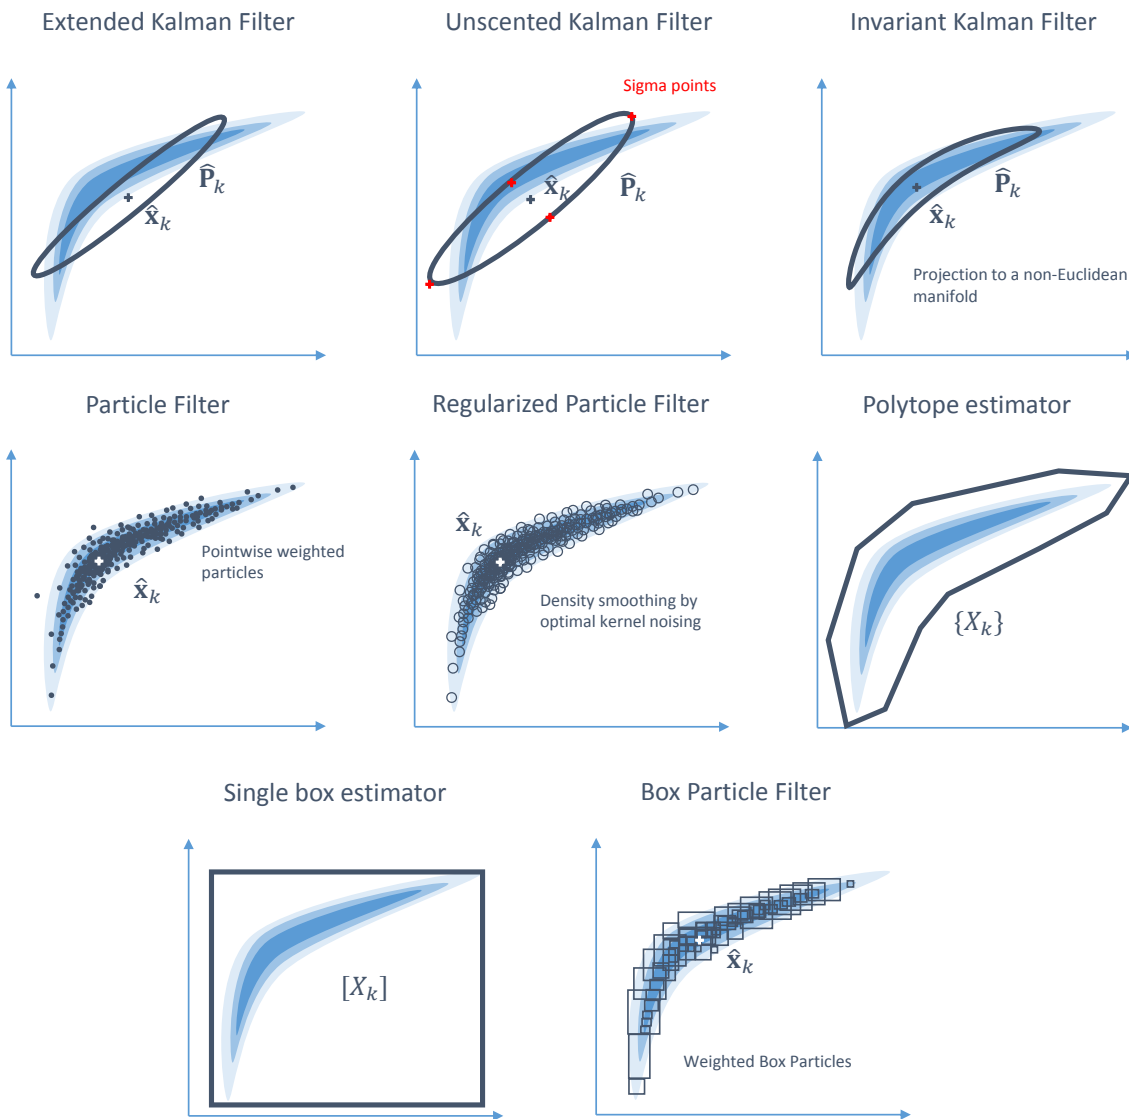 Extended Kalman Filter
Unscented Kalman Filter
Invariant Kalman Filter
Sigma points
P̂ₖ
x̂ₖ
x̂ₖ
P̂ₖ
P̂ₖ
x̂ₖ
Projection to a non-Euclidean
manifold
Particle Filter
Regularized Particle Filter
Polytope estimator
Pointwise weighted
particles
x̂ₖ
x̂ₖ
Density smoothing by
optimal kernel noising
{Xₖ}
Single box estimator
Box Particle Filter
[Xₖ]
x̂ₖ
Weighted Box Particles